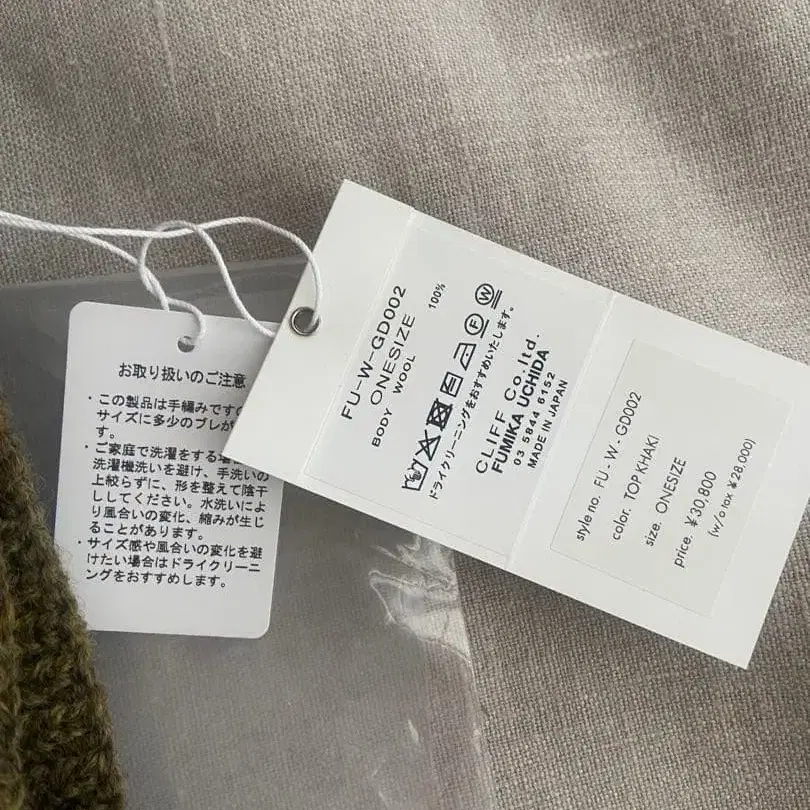 お取り扱いのご注意
・この製品は手編みですの
サイズに多少のブレが
す。
・ご家庭で洗濯をする場
洗濯機洗いを避け、手洗いの
上絞らずに、形を整えて陰干
ししてください。水洗いによ
り風合いの変化、縮みが生じ
ることがあります。
・サイズ感や風合いの変化を避
けたい場合はドライクリーニ
ングをおすすめします。
FU-W-GD002
ONESIZE
BODY WOOL 100%
ドライクリーニングをおすすめいたします。
CLIFF Co.ltd.
FUMIKA UCHIDA
03 5844 6152
MADE IN JAPAN
style no. FU - W - GD002
color. TOP KHAKI
size. ONESIZE
price. ¥30,800
(w/o tax ¥28,000)